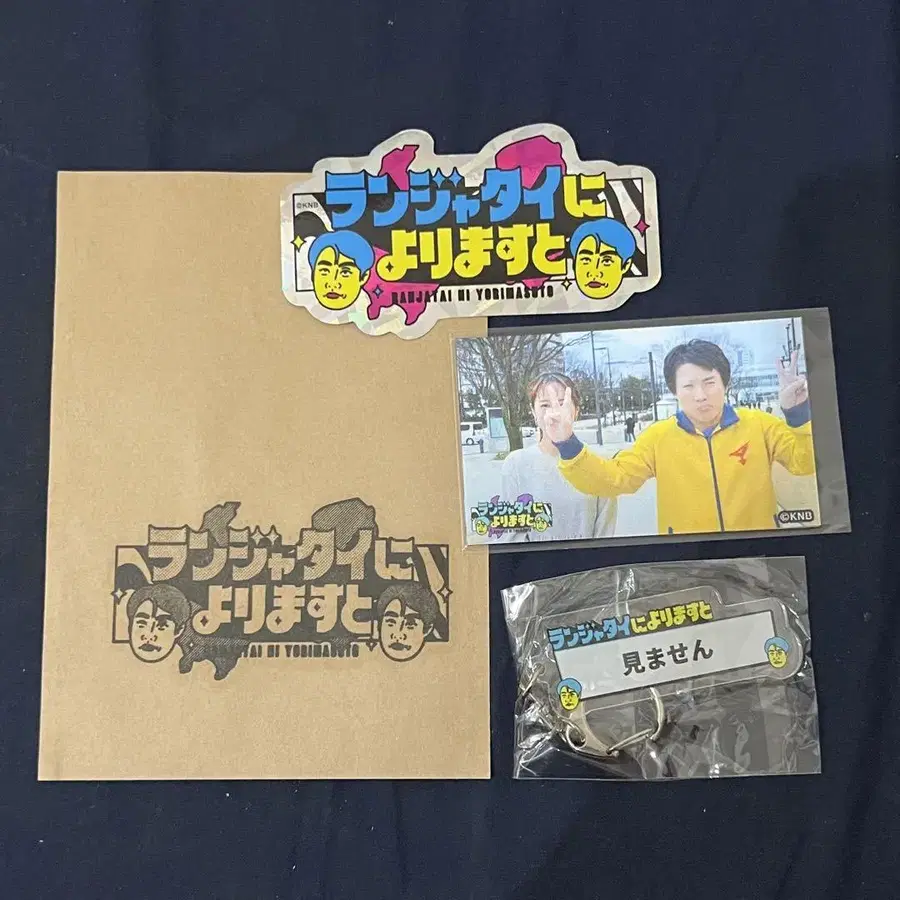 ©KNB
ランジャタイに
よりますと
RANJATAI NI YORIMASUTO
ランジャタイに
よりますと
©KNB
ランジャタイに
よりますと
RANJATAI NI YORIMASUTO
ランジャタイによりますと
見ません